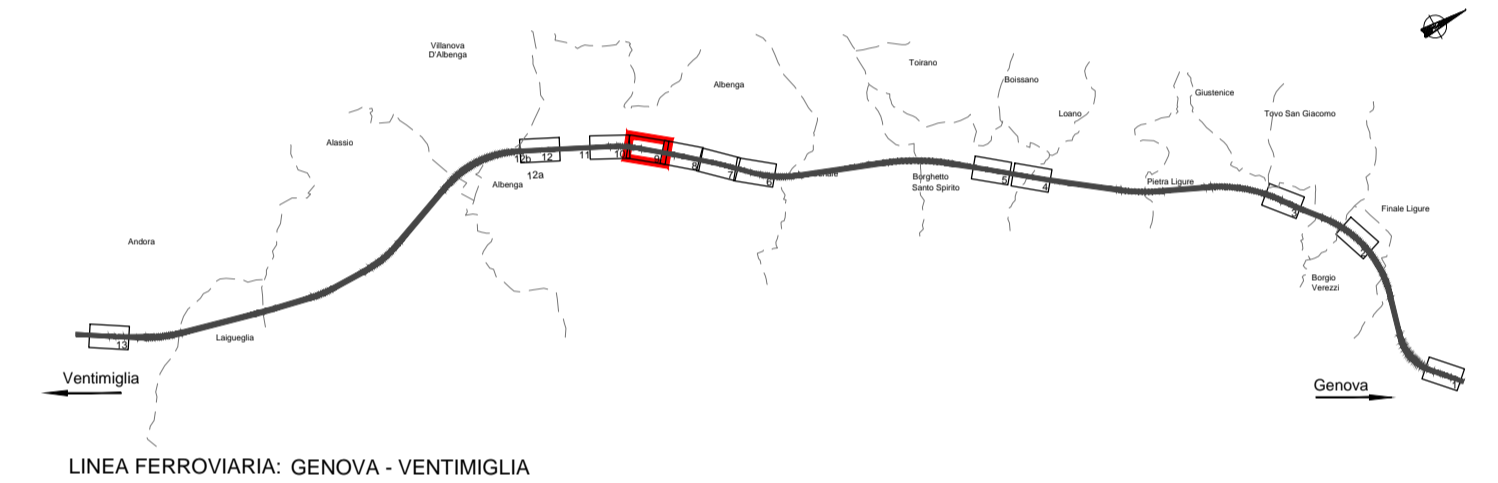 Villanova
D'Albenga
Albenga
Toirano
Boissano
Loano
Giustenice
Tovo San Giacomo
Alassio
12b
12
11
10
9
8
7
6
12a
Albenga
Borghetto
Santo Spirito
5
4
Pietra Ligure
3
Finale Ligure
2
Andora
Borgio
Verezzi
Laigueglia
13
1
Ventimiglia
Genova
LINEA FERROVIARIA: GENOVA - VENTIMIGLIA